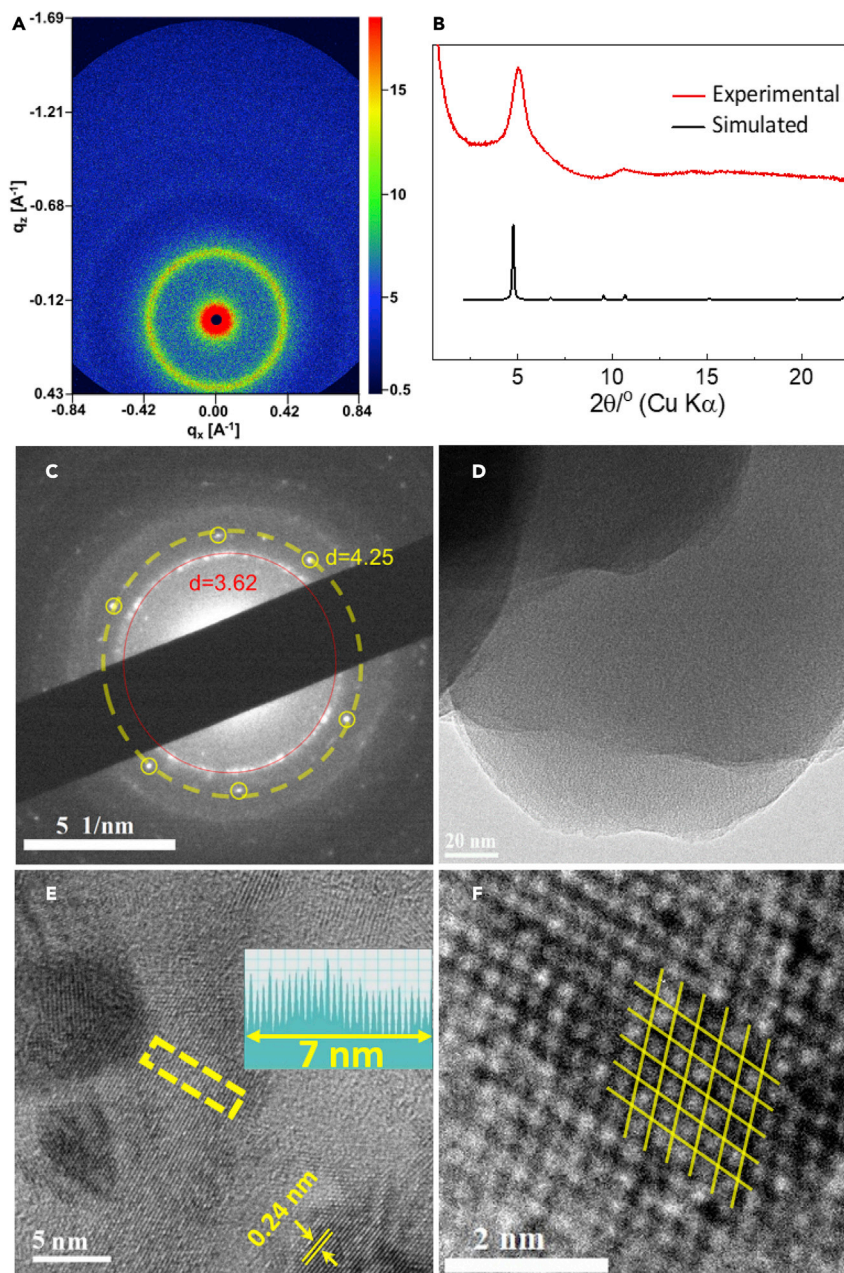 A
-1.69
-1.21
-0.68
-0.12
0.43
qz [A-1]
-0.84
-0.42
0.00
0.42
0.84
qx [A-1]
15
10
5
0.5
B
Experimental
Simulated
5
10
15
20
2θ/° (Cu Kα)
C
d=4.25
d=3.62
5 1/nm
D
20 nm
E
7 nm
0.24 nm
5 nm
F
2 nm